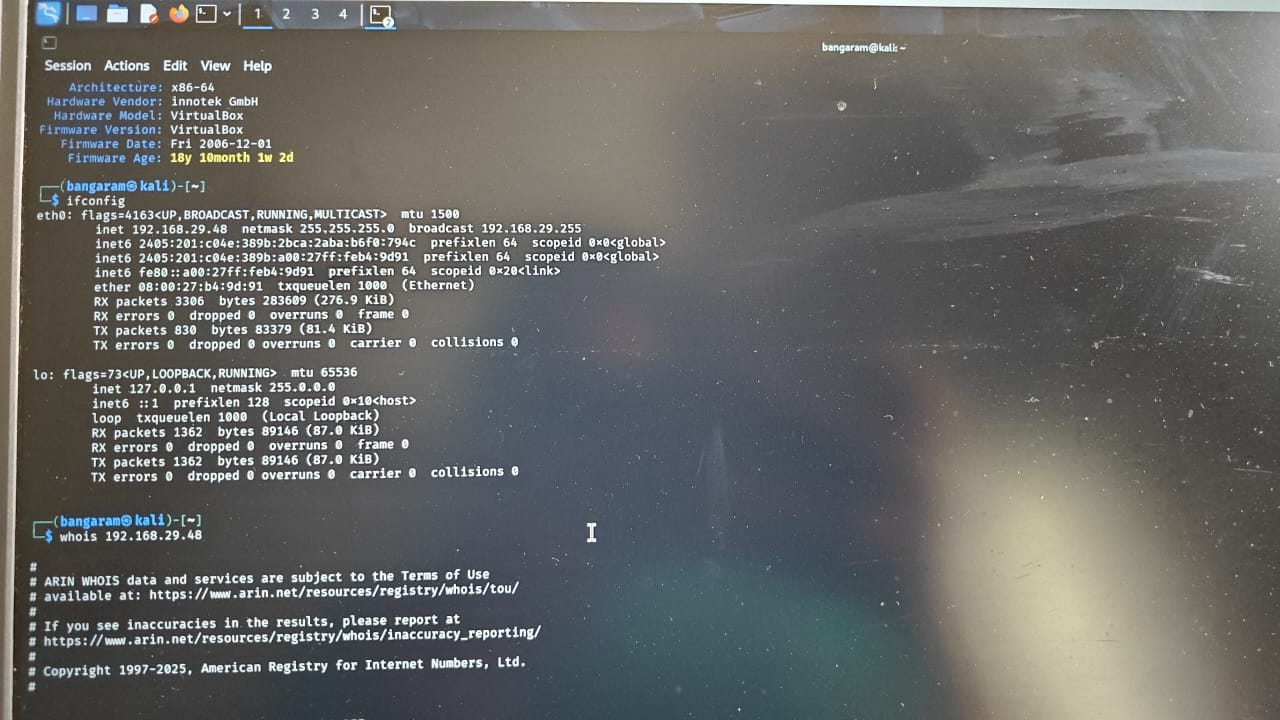 1 2 3 4
bangaram@kali: ~
Session Actions Edit View Help
Architecture: x86-64
Hardware Vendor: innotek GmbH
Hardware Model: VirtualBox
Firmware Version: VirtualBox
Firmware Date: Fri 2006-12-01
Firmware Age: 18y 10month 1w 2d
┌──(bangaram㉿kali)-[~]
└─$ ifconfig
eth0: flags=4163<UP,BROADCAST,RUNNING,MULTICAST>  mtu 1500
inet 192.168.29.48  netmask 255.255.255.0  broadcast 192.168.29.255
inet6 2405:201:c04e:389b:2bca:2aba:b6f0:794c  prefixlen 64  scopeid 0×0<global>
inet6 2405:201:c04e:389b:a00:27ff:feb4:9d91  prefixlen 64  scopeid 0×0<global>
inet6 fe80::a00:27ff:feb4:9d91  prefixlen 64  scopeid 0×20<link>
ether 08:00:27:b4:9d:91  txqueuelen 1000  (Ethernet)
RX packets 3306  bytes 283609 (276.9 KiB)
RX errors 0  dropped 0  overruns 0  frame 0
TX packets 830  bytes 83379 (81.4 KiB)
TX errors 0  dropped 0 overruns 0  carrier 0  collisions 0
lo: flags=73<UP,LOOPBACK,RUNNING>  mtu 65536
inet 127.0.0.1  netmask 255.0.0.0
inet6 ::1  prefixlen 128  scopeid 0×10<host>
loop  txqueuelen 1000  (Local Loopback)
RX packets 1362  bytes 89146 (87.0 KiB)
RX errors 0  dropped 0  overruns 0  frame 0
TX packets 1362  bytes 89146 (87.0 KiB)
TX errors 0  dropped 0 overruns 0  carrier 0  collisions 0
┌──(bangaram㉿kali)-[~]
└─$ whois 192.168.29.48
#
# ARIN WHOIS data and services are subject to the Terms of Use
# available at: https://www.arin.net/resources/registry/whois/tou/
#
# If you see inaccuracies in the results, please report at
# https://www.arin.net/resources/registry/whois/inaccuracy_reporting/
#
# Copyright 1997-2025, American Registry for Internet Numbers, Ltd.
#